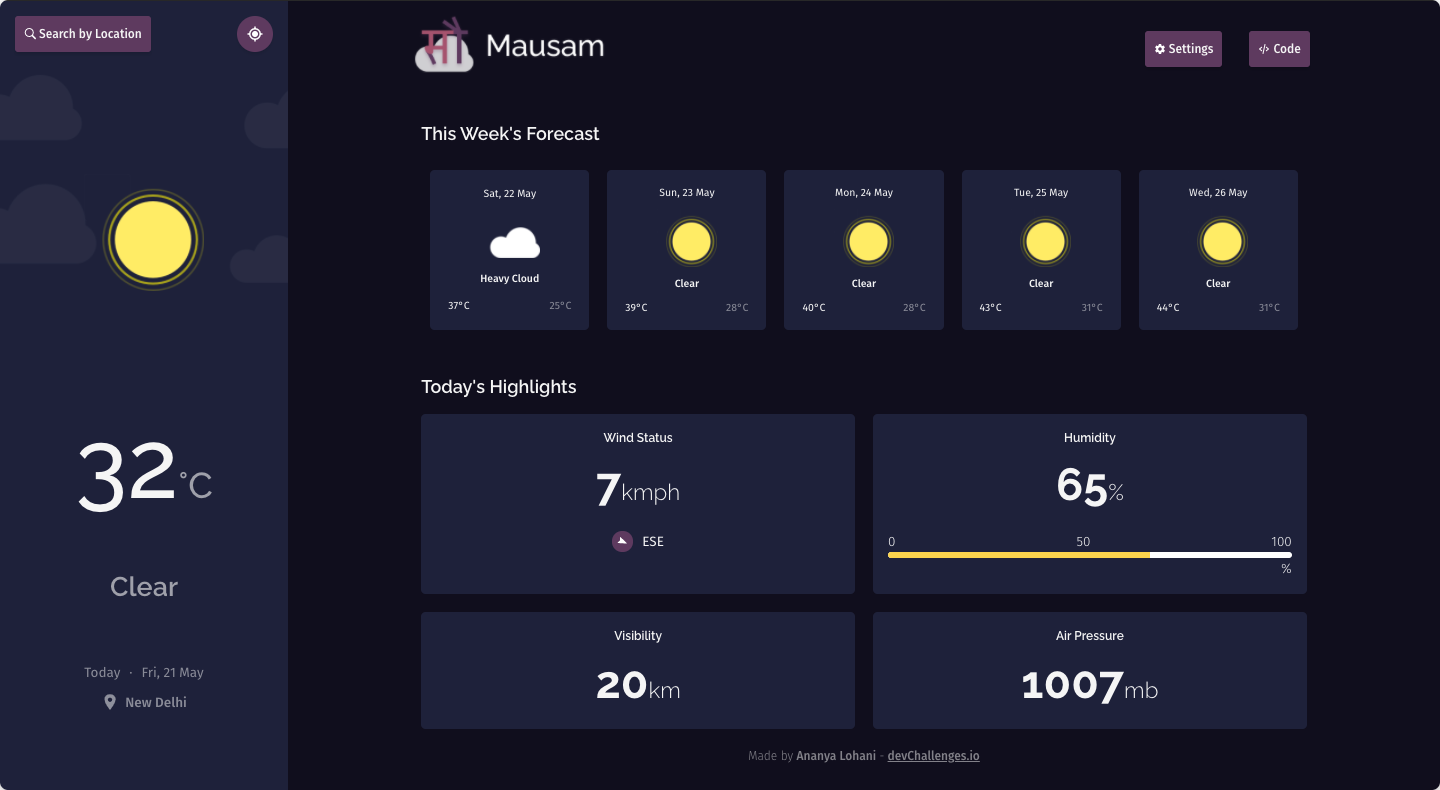 Search by Location
मौ Mausam
Settings
Code
This Week's Forecast
Sat, 22 May
Heavy Cloud
37°C 25°C
Sun, 23 May
Clear
39°C 28°C
Mon, 24 May
Clear
40°C 28°C
Tue, 25 May
Clear
43°C 31°C
Wed, 26 May
Clear
44°C 31°C
32°C
Clear
Today · Fri, 21 May
New Delhi
Today's Highlights
Wind Status
7kmph
ESE
Humidity
65%
0 50 100
%
Visibility
20km
Air Pressure
1007mb
Made by Ananya Lohani - devChallenges.io